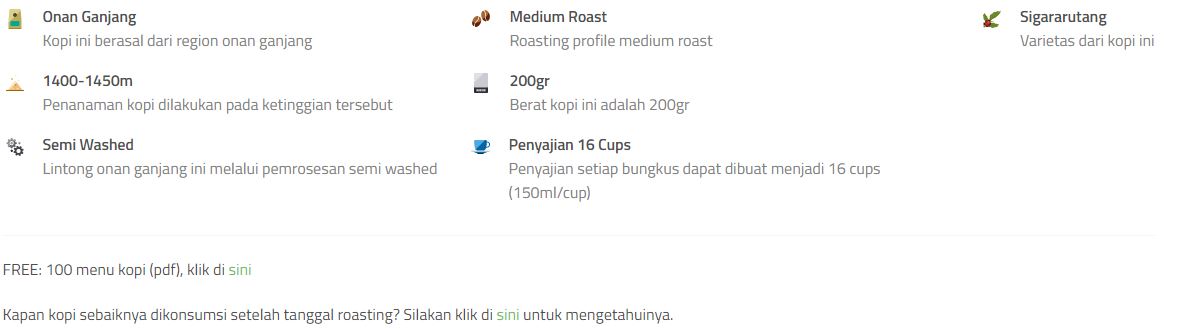 Onan Ganjang
Kopi ini berasal dari region onan ganjang
Medium Roast
Roasting profile medium roast
Sigararutang
Varietas dari kopi ini
1400-1450m
Penanaman kopi dilakukan pada ketinggian tersebut
200gr
Berat kopi ini adalah 200gr
Semi Washed
Lintong onan ganjang ini melalui pemrosesan semi washed
Penyajian 16 Cups
Penyajian setiap bungkus dapat dibuat menjadi 16 cups
(150ml/cup)
FREE: 100 menu kopi (pdf), klik di sini
Kapan kopi sebaiknya dikonsumsi setelah tanggal roasting? Silakan klik di sini untuk mengetahuinya.